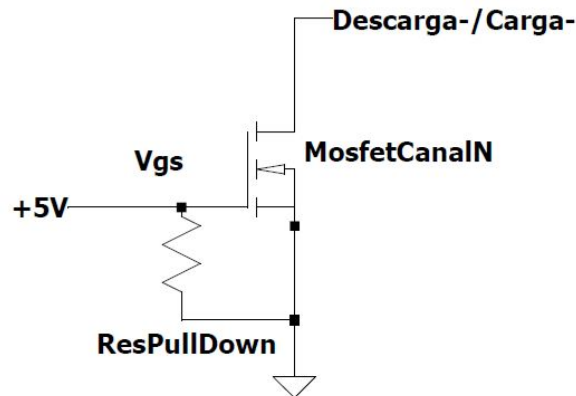 Descarga-/Carga-
Vgs
MosfetCanalN
+5V
ResPullDown